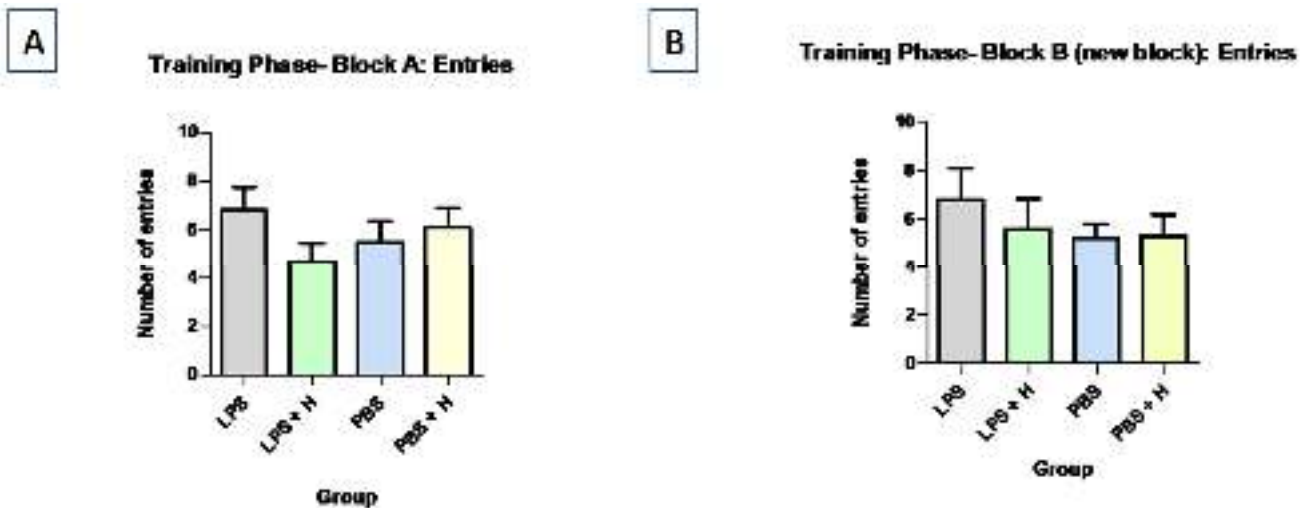 A
Training Phase- Block A: Entries
Number of entries
10
8
6
4
2
0
LPS
LPS + H
PBS
PBS + H
Group
B
Training Phase- Block B (new block): Entries
Number of entries
10
8
6
4
2
0
LPS
LPS + H
PBS
PBS + H
Group